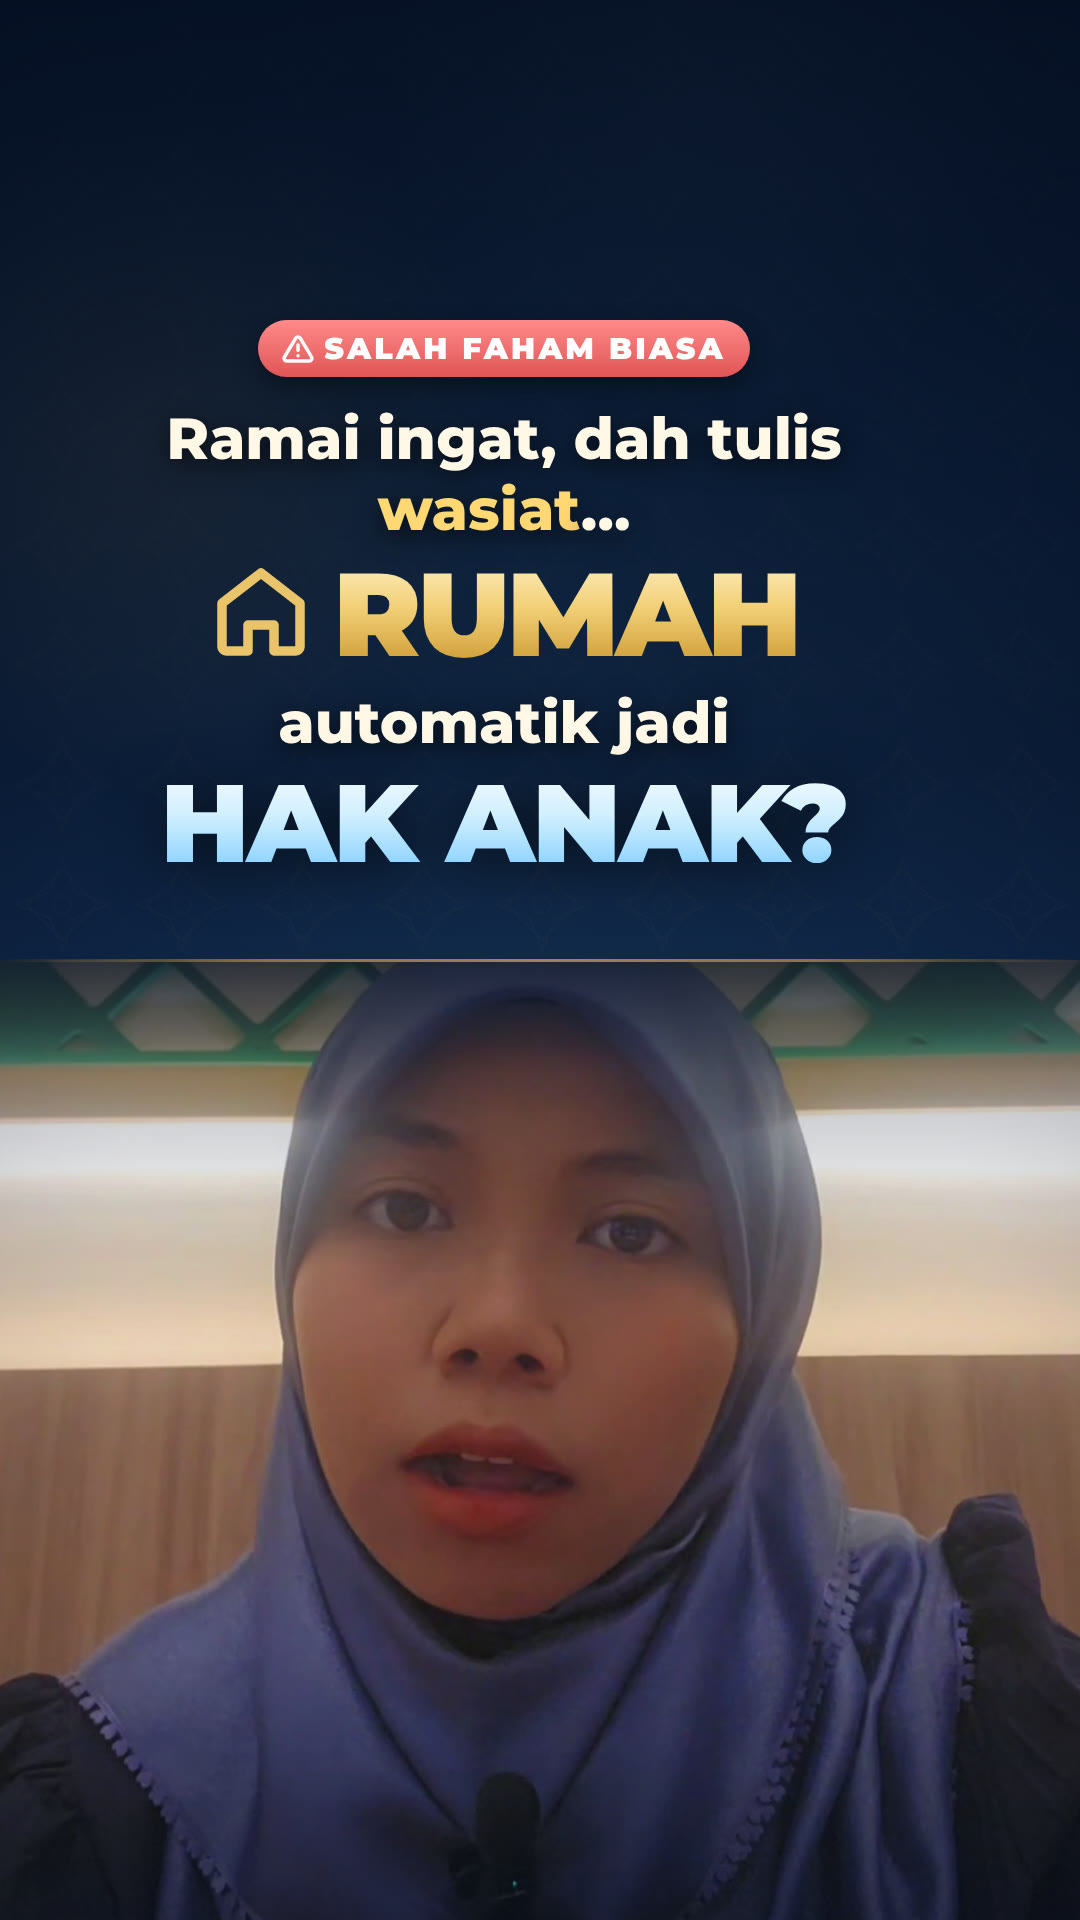 SALAH FAHAM BIASA
Ramai ingat, dah tulis
wasiat...
RUMAH
automatik jadi
HAK ANAK?